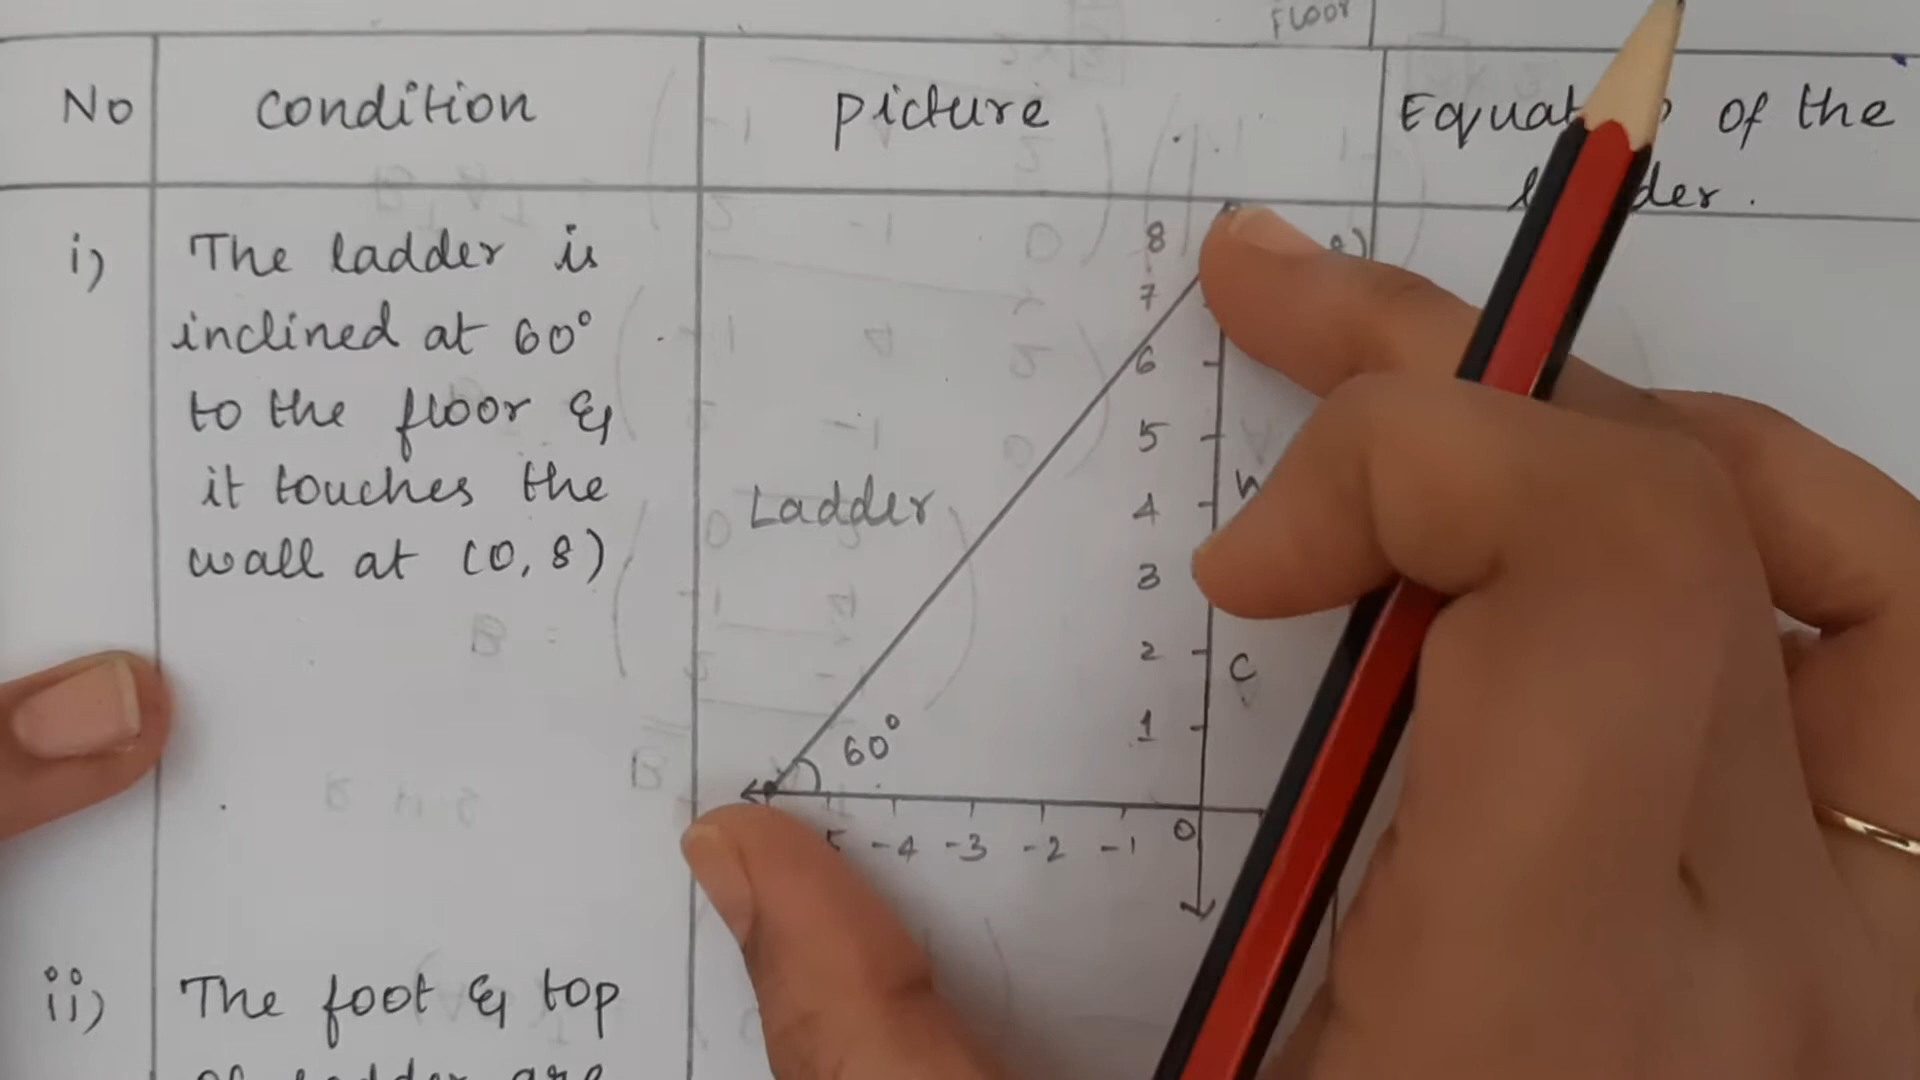 FLOOR
No
Condition
picture
of the
i)
The ladder is
inclined at 60°
to the floor &
it touches the
wall at (0, 8)
8
7
6
5
4
3
2
1
Ladder
C
60°
5 -4 -3 -2 -1 0
ii)
The foot & top